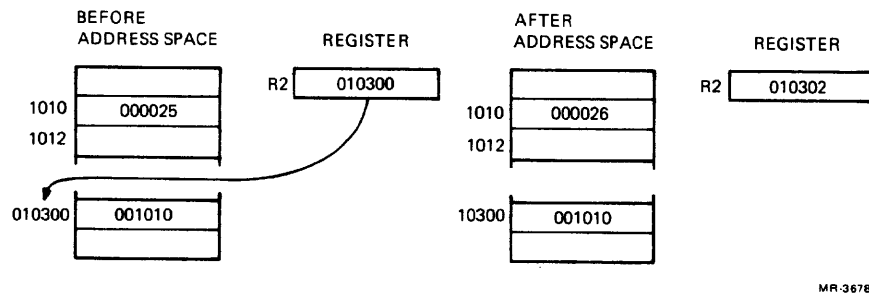 BEFORE
ADDRESS SPACE
REGISTER
R2 010300
1010 000025
1012
010300 001010
AFTER
ADDRESS SPACE
REGISTER
R2 010302
1010 000026
1012
10300 001010
MR-3678